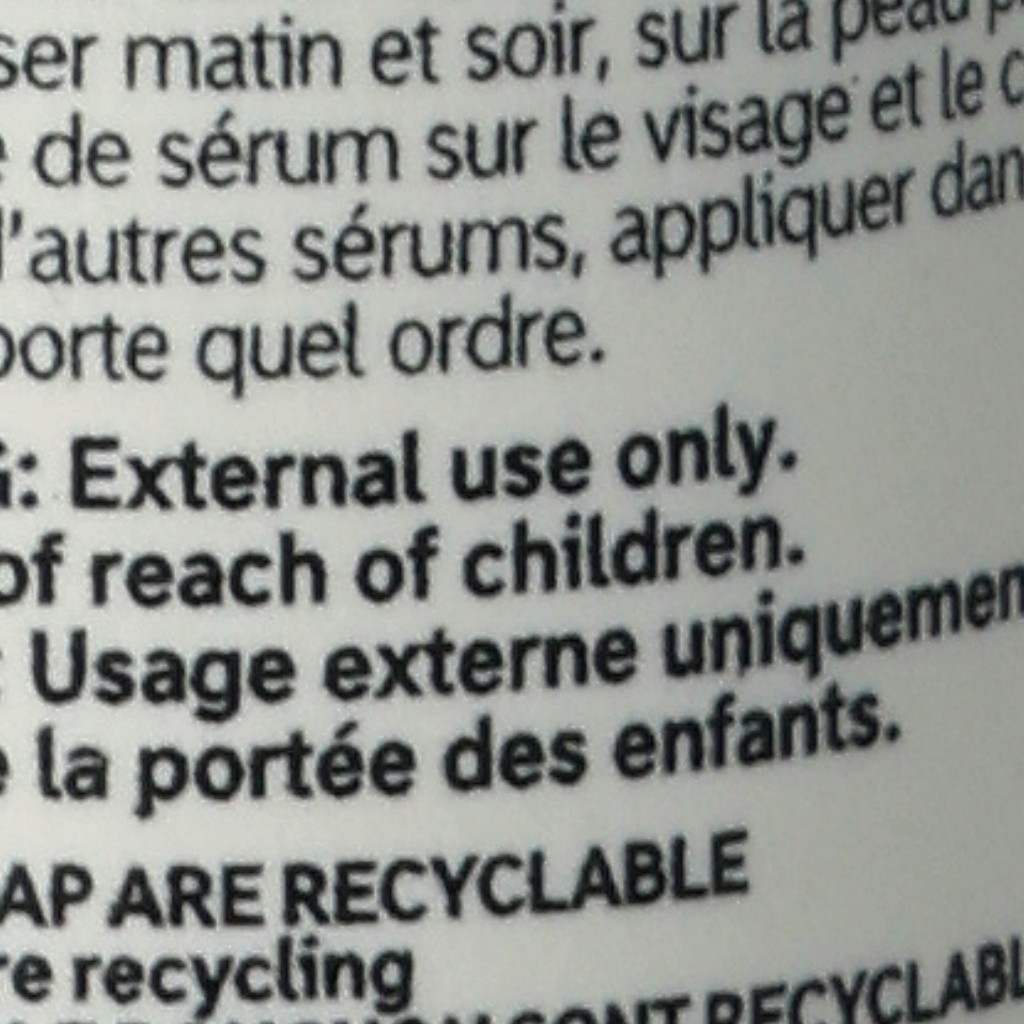 ser matin et soir, sur la peau
de sérum sur le visage et le
d'autres sérums, appliquer dan
porte quel ordre.
G: External use only.
of reach of children.
: Usage externe uniquemen
e la portée des enfants.
AP ARE RECYCLABLE
re recycling
SONT RECYCLABL